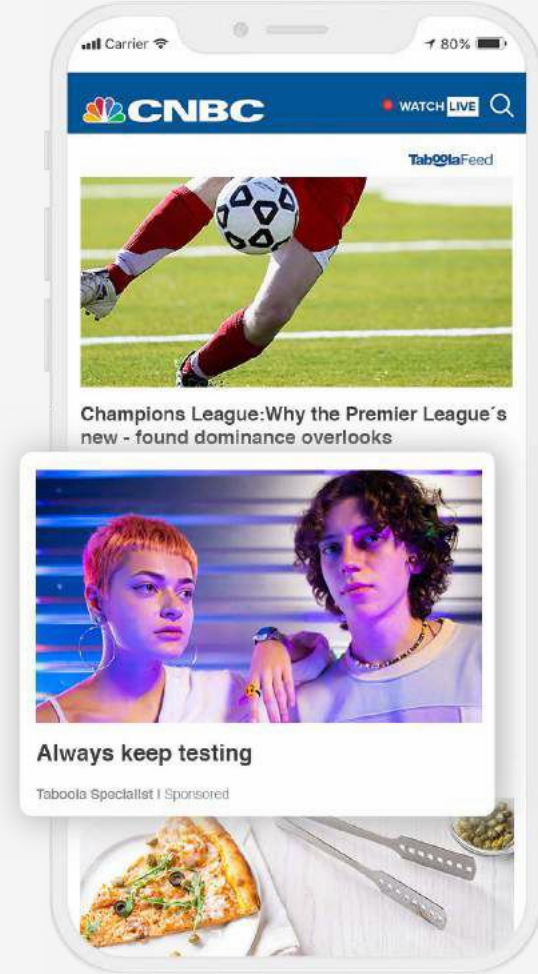 Carrier 80%
CNBC WATCH LIVE
TaboolaFeed
Champions League:Why the Premier League´s
new - found dominance overlooks
Always keep testing
Taboola Specialist | Sponsored